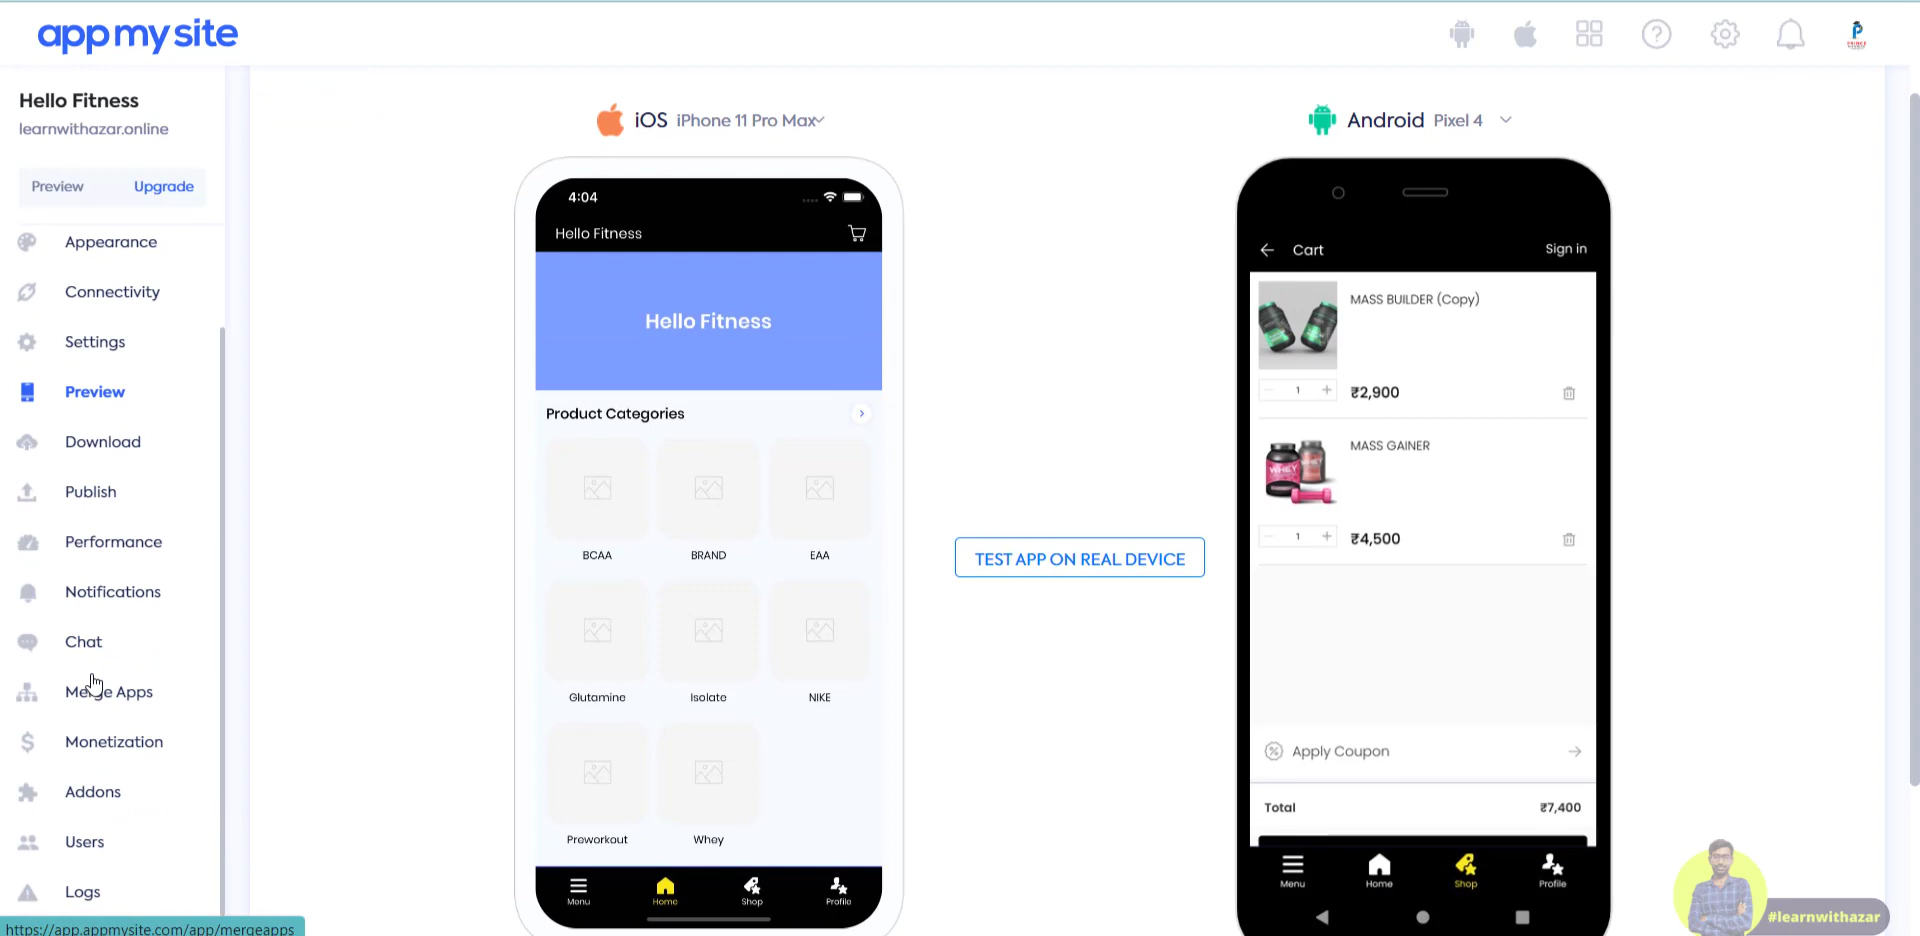 appmysite
P
PRINCE
Hello Fitness
learnwithazar.online
Preview
Upgrade
Appearance
Connectivity
Settings
Preview
Download
Publish
Performance
Notifications
Chat
Merge Apps
Monetization
Addons
Users
Logs
https://app.appmysite.com/app/mergeapps
iOS iPhone 11 Pro Max
4:04
Hello Fitness
Hello Fitness
Product Categories
BCAA
BRAND
EAA
Glutamine
Isolate
NIKE
Preworkout
Whey
Menu
Home
Shop
Profile
TEST APP ON REAL DEVICE
Android Pixel 4
Cart
Sign in
MASS BUILDER (Copy)
1
₹2,900
WHEY
MASS GAINER
1
₹4,500
Apply Coupon
Total
₹7,400
Menu
Home
Shop
Profile
#learnwithazar